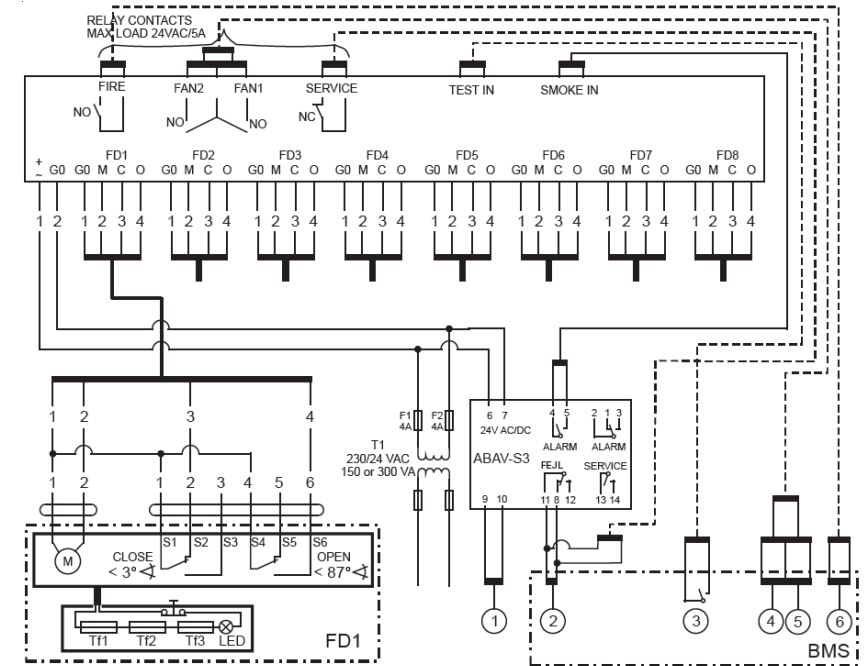 RELAY CONTACTS
MAX LOAD 24VAC/5A
FIRE FAN2 FAN1 SERVICE TEST IN SMOKE IN
NO NO NO NC
+ FD1 FD2 FD3 FD4 FD5 FD6 FD7 FD8
~ G0 G0 M C O G0 M C O G0 M C O G0 M C O G0 M C O G0 M C O G0 M C O G0 M C O
1 2 1 2 3 4 1 2 3 4 1 2 3 4 1 2 3 4 1 2 3 4 1 2 3 4 1 2 3 4 1 2 3 4
1 2 3 4
F1 4A F2 4A
T1
230/24 VAC
150 or 300 VA
6 7 4 5 2 1 3
24V AC/DC
ALARM ALARM
ABAV-S3
FEJL SERVICE
9 10 11 8 12 13 14
1 2 1 2 3 4 5 6
S1 S2 S3 S4 S5 S6
M
CLOSE
< 3°
OPEN
< 87°
Tf1 Tf2 Tf3 LED
FD1
1 2 3 4 5 6
BMS